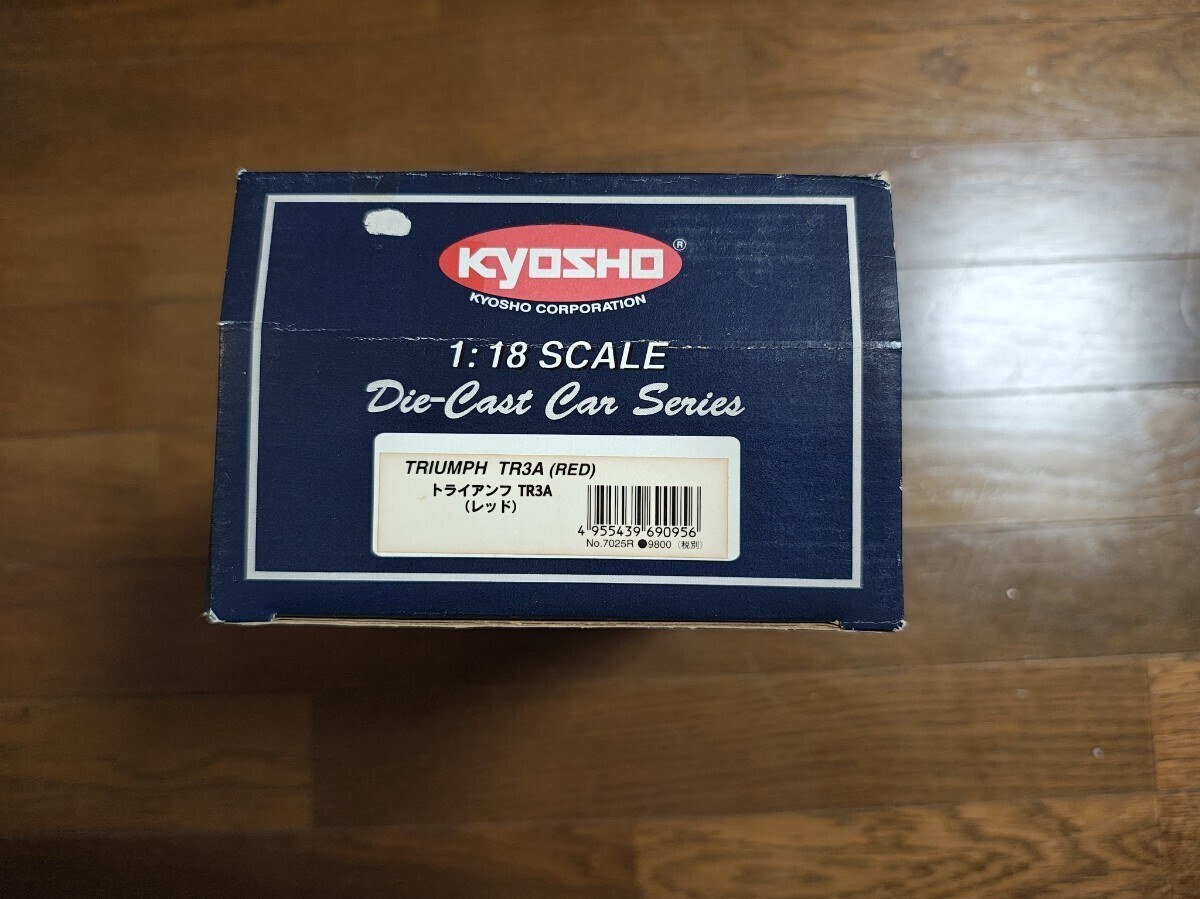 KYOSHO®
KYOSHO CORPORATION
1:18 SCALE
Die-Cast Car Series
TRIUMPH TR3A (RED)
トライアンフ TR3A
（レッド）
4 955439 690956
No.7025R ●9800（税別）